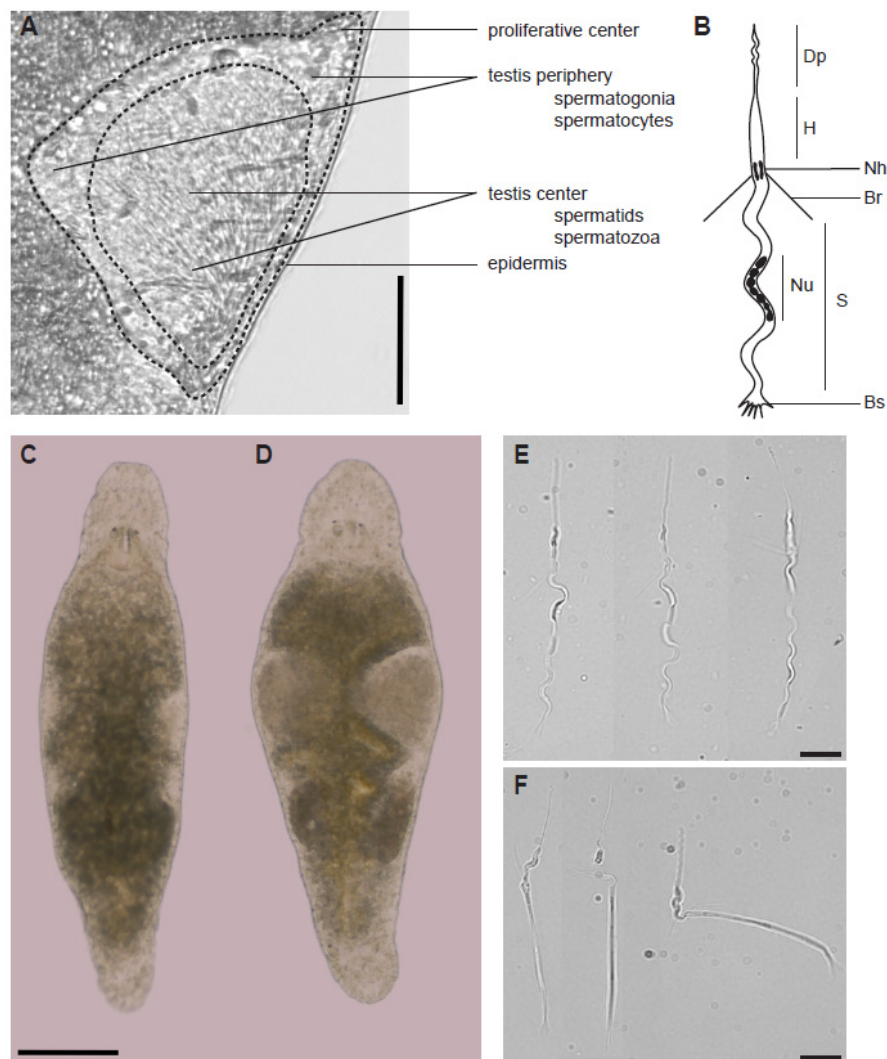 A
proliferative center
testis periphery
spermatogonia
spermatocytes
testis center
spermatids
spermatozoa
epidermis
B
Dp
H
Nh
Br
Nu
S
Bs
C
D
E
F